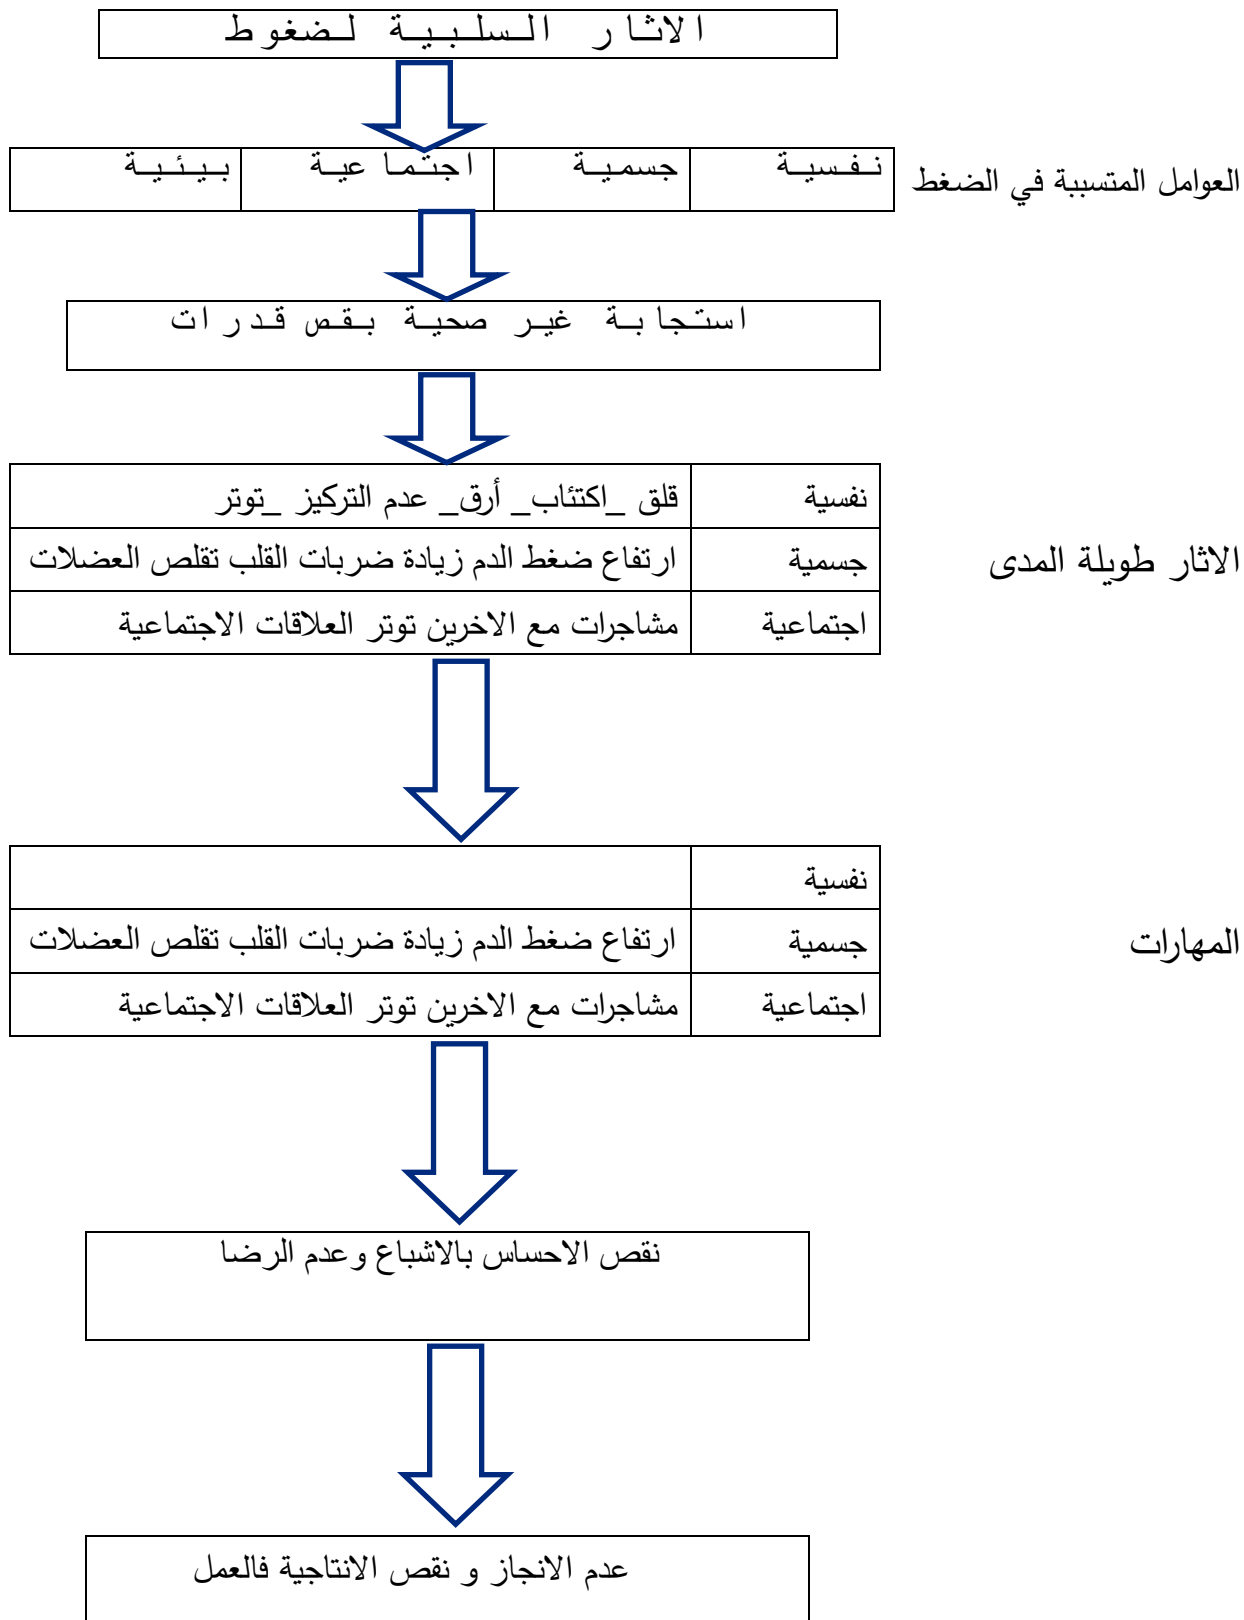 الاثار السلبية لضغوط
العوامل المتسببة في الضغط
نفسية جسمية اجتماعية بيئية
استجابة غير صحية بقص قدرات
الاثار طويلة المدى
نفسية قلق _اكتئاب_ أرق_ عدم التركيز _توتر
جسمية ارتفاع ضغط الدم زيادة ضربات القلب تقلص العضلات
اجتماعية مشاجرات مع الاخرين توتر العلاقات الاجتماعية
المهارات
نفسية
جسمية ارتفاع ضغط الدم زيادة ضربات القلب تقلص العضلات
اجتماعية مشاجرات مع الاخرين توتر العلاقات الاجتماعية
نقص الاحساس بالاشباع وعدم الرضا
عدم الانجاز و نقص الانتاجية فالعمل